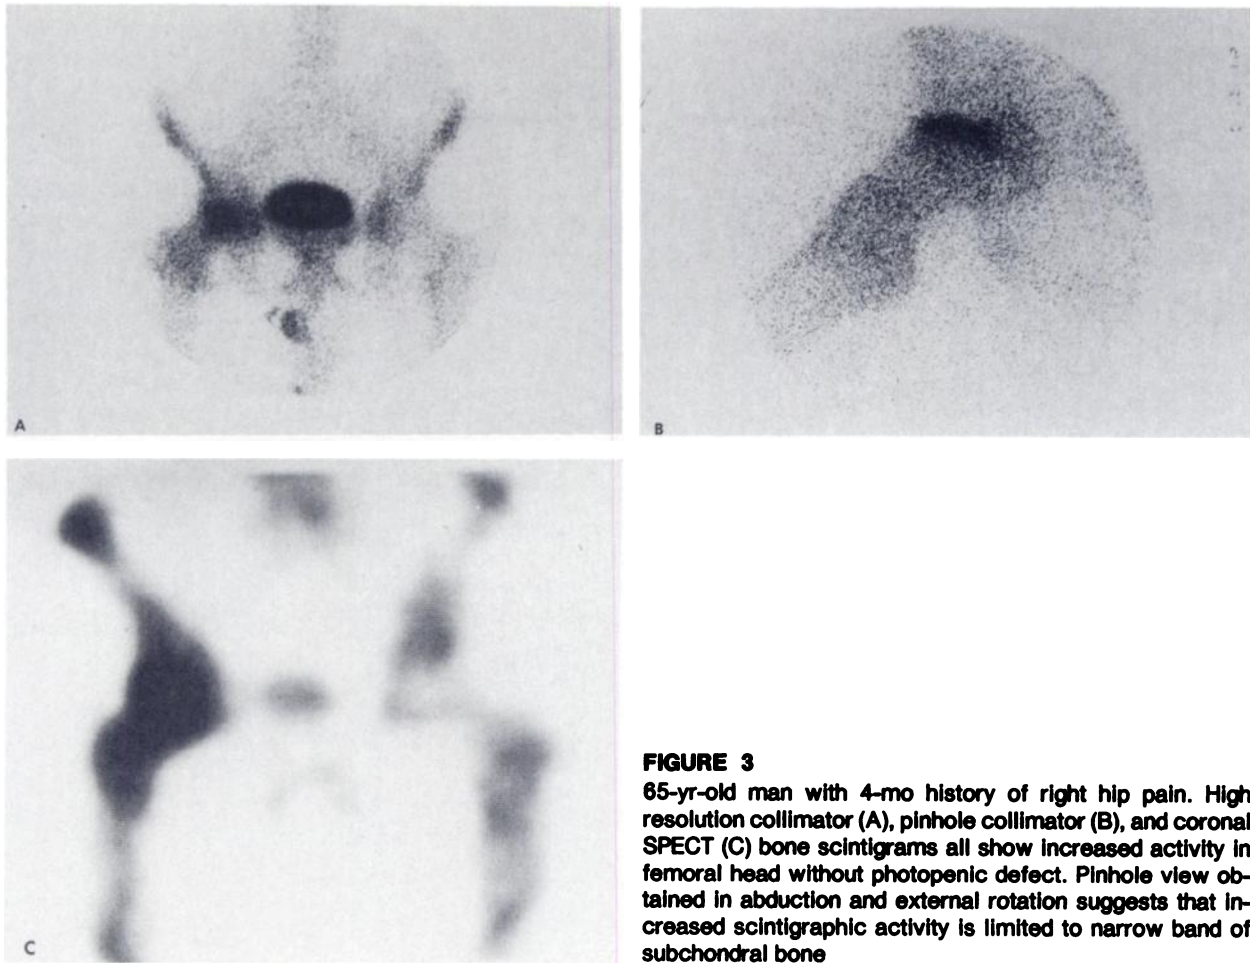 A
B
C
FIGURE 3
65-yr-old man with 4-mo history of right hip pain. High
resolution collimator (A), pinhole collimator (B), and coronal
SPECT (C) bone scintigrams all show increased activity in
femoral head without photopenic defect. Pinhole view ob-
tained in abduction and external rotation suggests that in-
creased scintigraphic activity is limited to narrow band of
subchondral bone